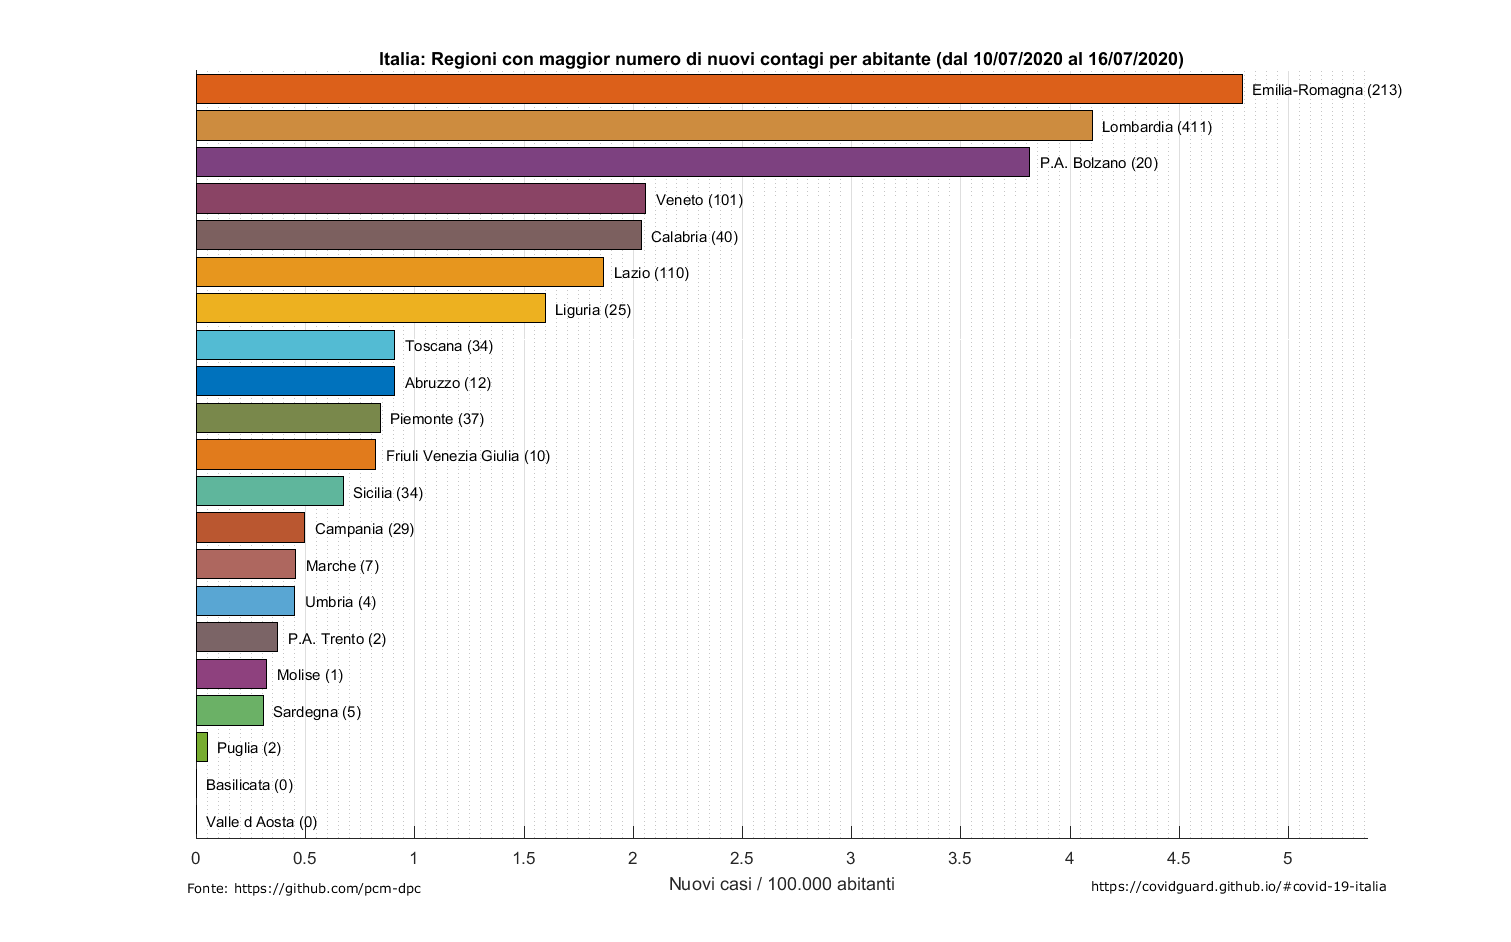 Italia: Regioni con maggior numero di nuovi contagi per abitante (dal 10/07/2020 al 16/07/2020)
Emilia-Romagna (213)
Lombardia (411)
P.A. Bolzano (20)
Veneto (101)
Calabria (40)
Lazio (110)
Liguria (25)
Toscana (34)
Abruzzo (12)
Piemonte (37)
Friuli Venezia Giulia (10)
Sicilia (34)
Campania (29)
Marche (7)
Umbria (4)
P.A. Trento (2)
Molise (1)
Sardegna (5)
Puglia (2)
Basilicata (0)
Valle d Aosta (0)
0 0.5 1 1.5 2 2.5 3 3.5 4 4.5 5
Nuovi casi / 100.000 abitanti
Fonte: https://github.com/pcm-dpc
https://covidguard.github.io/#covid-19-italia